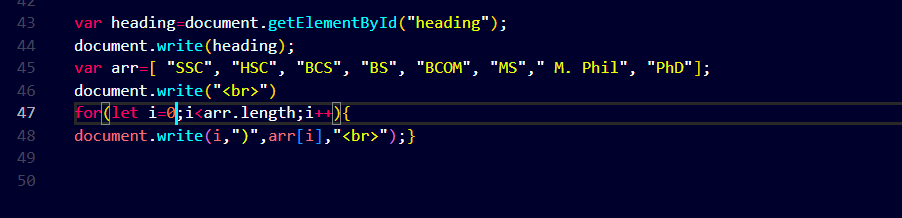 42
43 var heading=document.getElementById("heading");
44 document.write(heading);
45 var arr=[ "SSC", "HSC", "BCS", "BS", "BCOM", "MS"," M. Phil", "PhD"];
46 document.write("<br>")
47 for(let i=0;i<arr.length;i++){
48 document.write(i,")",arr[i],"<br>");}
49
50